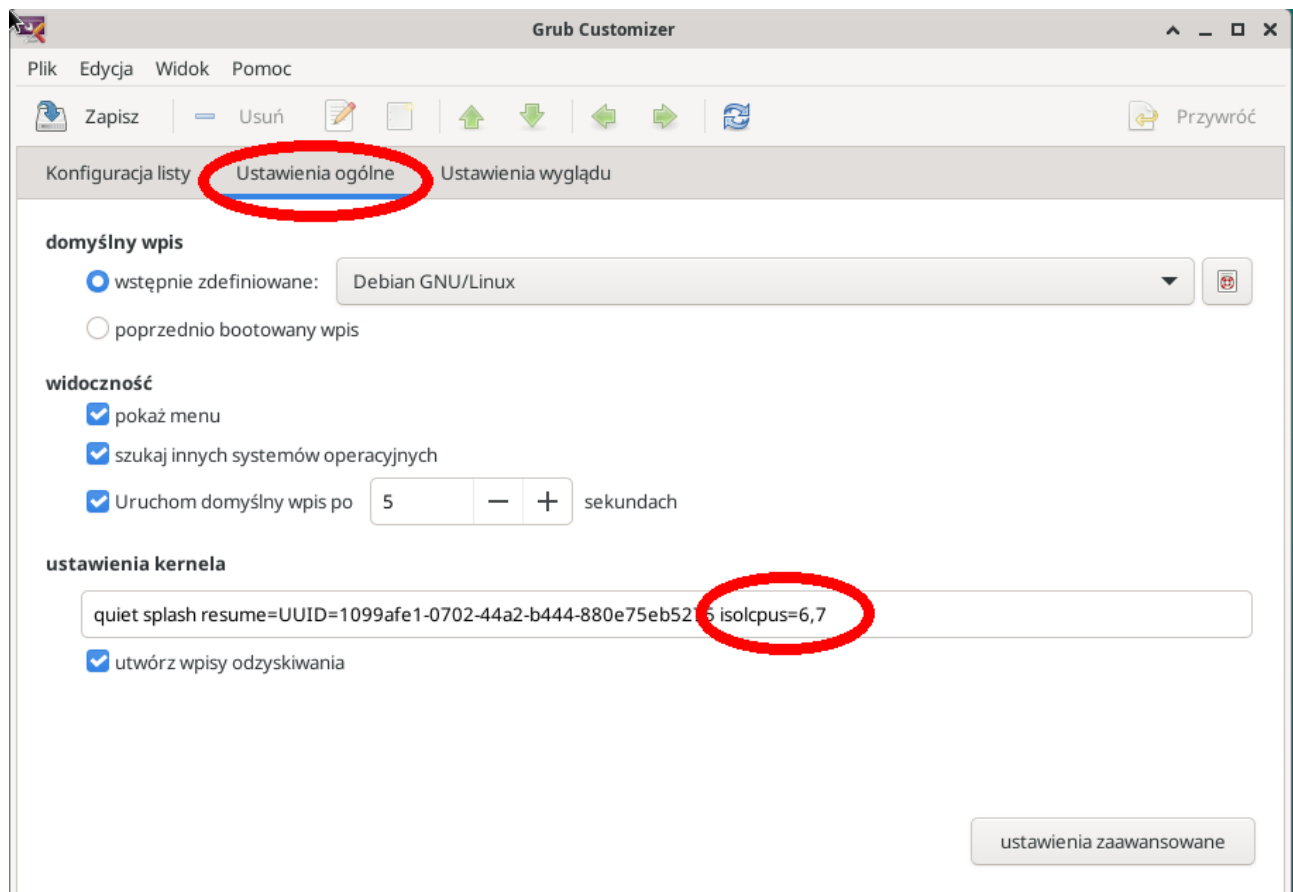 Grub Customizer
Plik Edycja Widok Pomoc
Zapisz Usuń Przywróć
Konfiguracja listy Ustawienia ogólne Ustawienia wyglądu
domyślny wpis
wstępnie zdefiniowane: Debian GNU/Linux
poprzednio bootowany wpis
widoczność
pokaż menu
szukaj innych systemów operacyjnych
Uruchom domyślny wpis po 5 sekundach
ustawienia kernela
quiet splash isolcpus=6,7
utwórz wpisy odzyskiwania
ustawienia zaawansowane